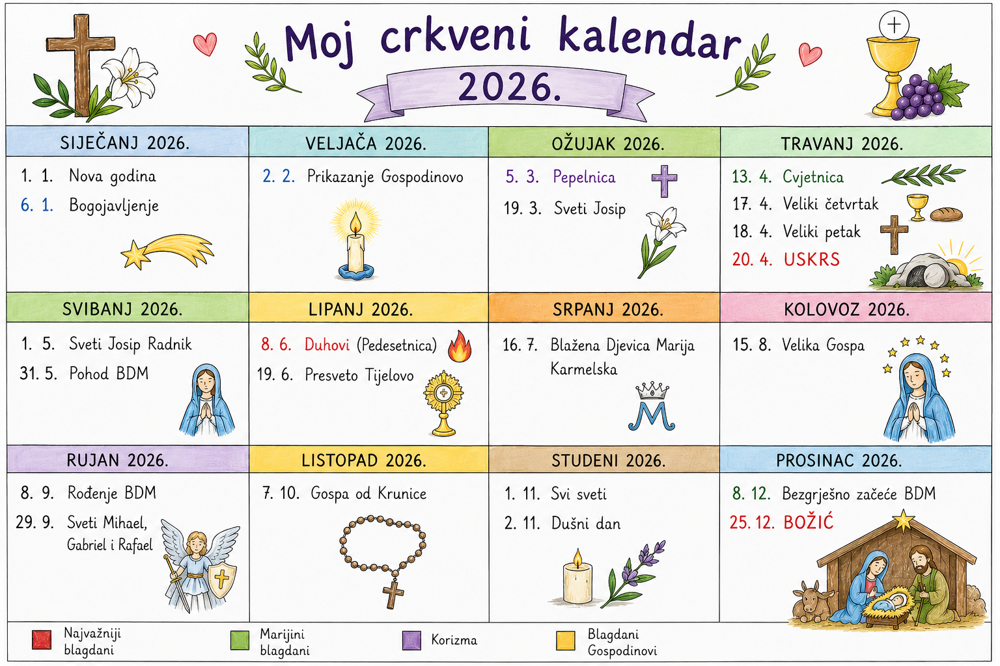 Moj crkveni kalendar
2026.
SIJEČANJ 2026.
1. 1. Nova godina
6. 1. Bogojavljenje
VELJAČA 2026.
2. 2. Prikazanje Gospodinovo
OŽUJAK 2026.
5. 3. Pepelnica
19. 3. Sveti Josip
TRAVANJ 2026.
13. 4. Cvjetnica
17. 4. Veliki četvrtak
18. 4. Veliki petak
20. 4. USKRS
SVIBANJ 2026.
1. 5. Sveti Josip Radnik
31. 5. Pohod BDM
LIPANJ 2026.
8. 6. Duhovi (Pedesetnica)
19. 6. Presveto Tijelovo
SRPANJ 2026.
16. 7. Blažena Djevica Marija
Karmelska
M
KOLOVOZ 2026.
15. 8. Velika Gospa
RUJAN 2026.
8. 9. Rođenje BDM
29. 9. Sveti Mihael,
Gabriel i Rafael
LISTOPAD 2026.
7. 10. Gospa od Krunice
STUDENI 2026.
1. 11. Svi sveti
2. 11. Dušni dan
PROSINAC 2026.
8. 12. Bezgrješno začeće BDM
25. 12. BOŽIĆ
Najvažniji
blagdani
Marijini
blagdani
Korizma
Blagdani
Gospodinovi